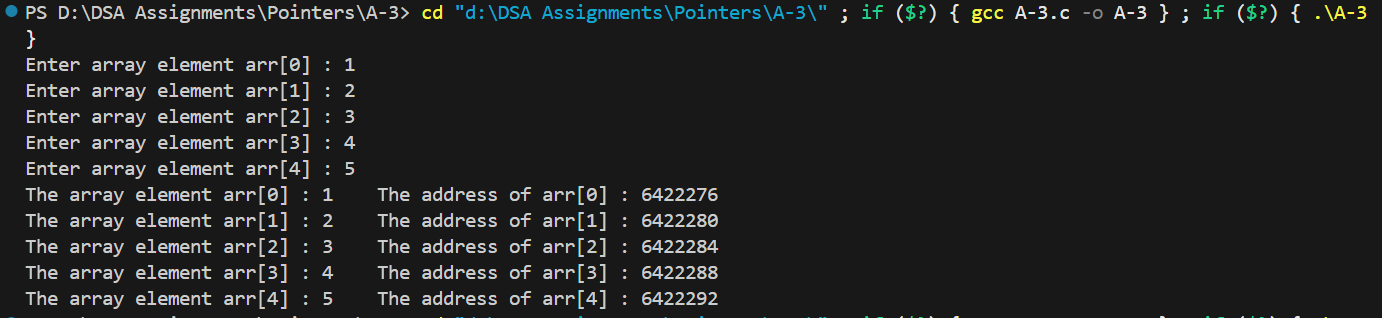 PS D:\DSA Assignments\Pointers\A-3> cd "d:\DSA Assignments\Pointers\A-3\" ; if ($?) { gcc A-3.c -o A-3 } ; if ($?) { .\A-3
}
Enter array element arr[0] : 1
Enter array element arr[1] : 2
Enter array element arr[2] : 3
Enter array element arr[3] : 4
Enter array element arr[4] : 5
The array element arr[0] : 1    The address of arr[0] : 6422276
The array element arr[1] : 2    The address of arr[1] : 6422280
The array element arr[2] : 3    The address of arr[2] : 6422284
The array element arr[3] : 4    The address of arr[3] : 6422288
The array element arr[4] : 5    The address of arr[4] : 6422292